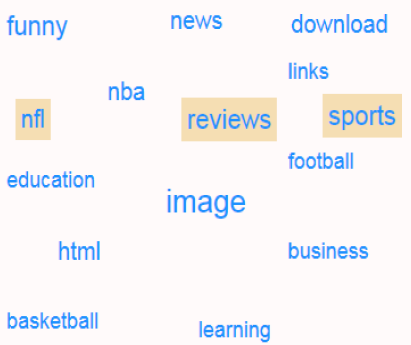 funny
news
download
links
nba
nfl
reviews
sports
football
education
image
html
business
basketball
learning